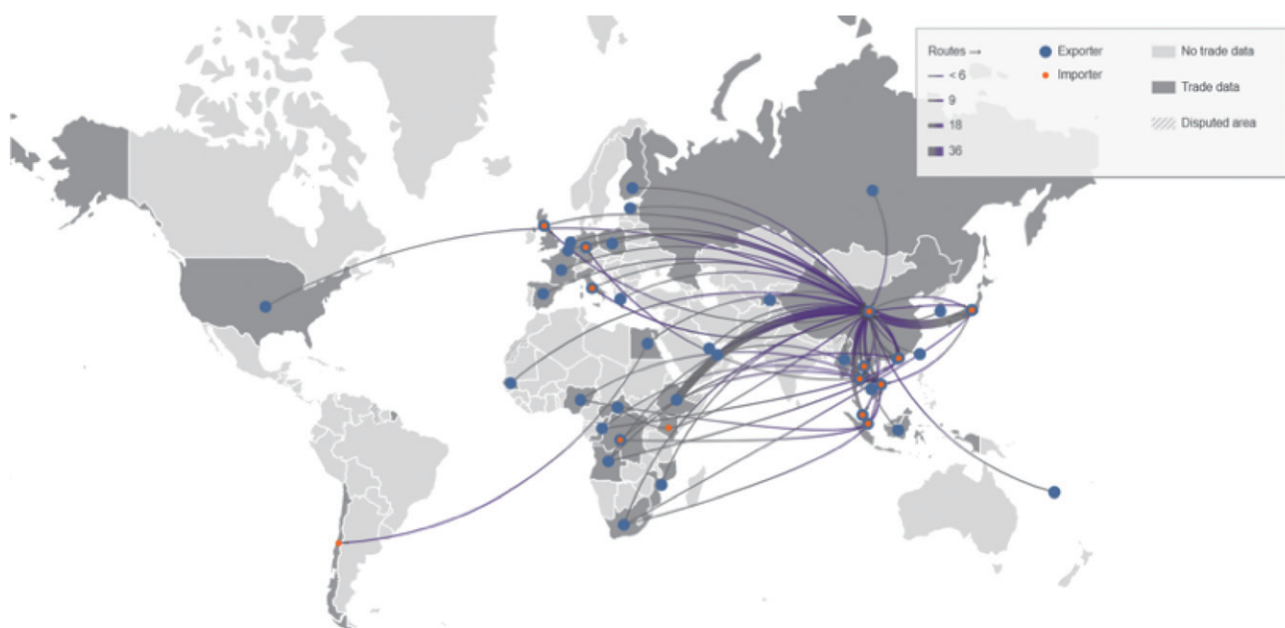 Routes →
< 6
9
18
36
Exporter
Importer
No trade data
Trade data
Disputed area